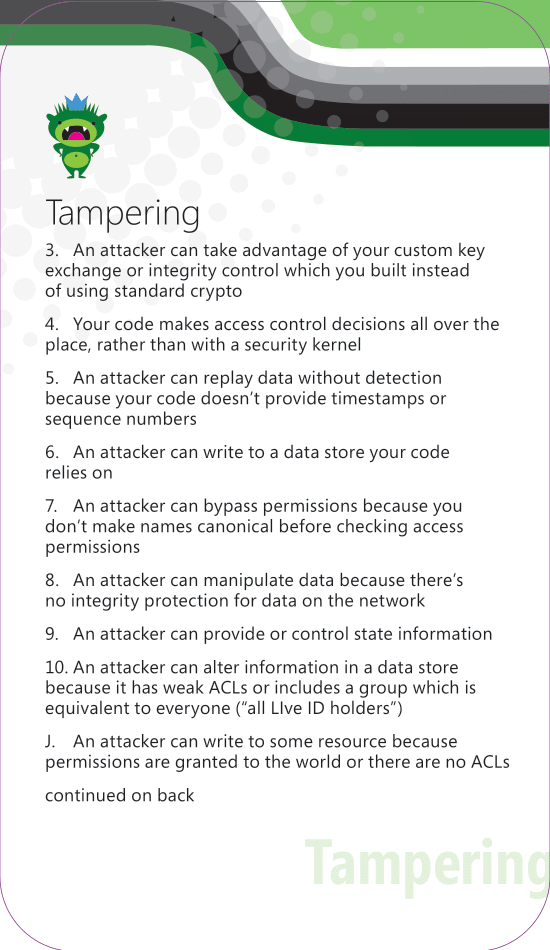 Tampering
3. An attacker can take advantage of your custom key
exchange or integrity control which you built instead
of using standard crypto
4. Your code makes access control decisions all over the
place, rather than with a security kernel
5. An attacker can replay data without detection
because your code doesn’t provide timestamps or
sequence numbers
6. An attacker can write to a data store your code
relies on
7. An attacker can bypass permissions because you
don’t make names canonical before checking access
permissions
8. An attacker can manipulate data because there’s
no integrity protection for data on the network
9. An attacker can provide or control state information
10. An attacker can alter information in a data store
because it has weak ACLs or includes a group which is
equivalent to everyone (“all LIve ID holders”)
J. An attacker can write to some resource because
permissions are granted to the world or there are no ACLs
continued on back
Tampering